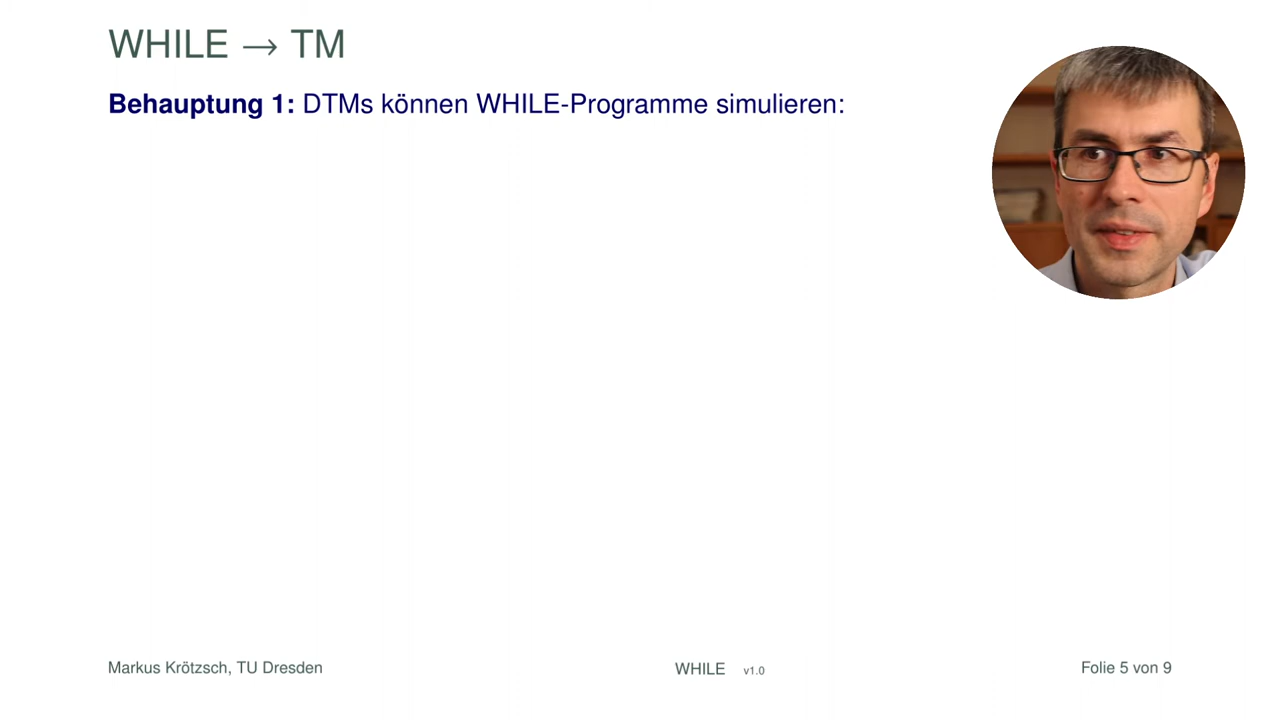 WHILE → TM
Behauptung 1: DTMs können WHILE-Programme simulieren:
Markus Krötzsch, TU Dresden WHILE v1.0 Folie 5 von 9